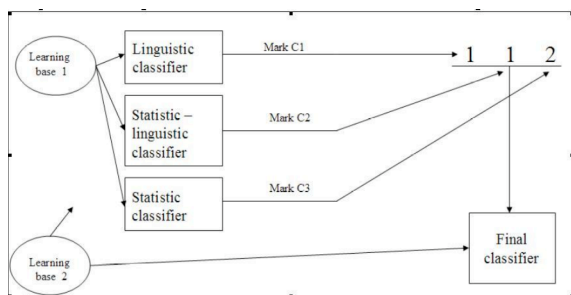 Learning
base 1
Linguistic
classifier
Mark C1
1 1 2
Statistic –
linguistic
classifier
Mark C2
Statistic
classifier
Mark C3
Learning
base 2
Final
classifier